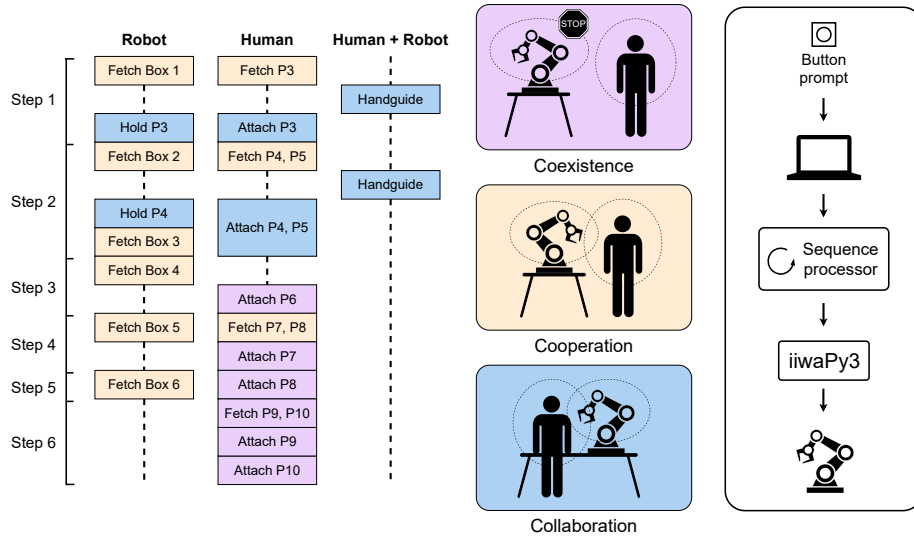 Robot
Human
Human + Robot
Step 1
Fetch Box 1
Fetch P3
Handguide
Hold P3
Attach P3
Step 2
Fetch Box 2
Fetch P4, P5
Handguide
Hold P4
Attach P4, P5
Fetch Box 3
Step 3
Fetch Box 4
Attach P6
Step 4
Fetch Box 5
Fetch P7, P8
Attach P7
Step 5
Fetch Box 6
Attach P8
Step 6
Fetch P9, P10
Attach P9
Attach P10
STOP
Coexistence
Cooperation
Collaboration
Button
prompt
Sequence
processor
iiwaPy3